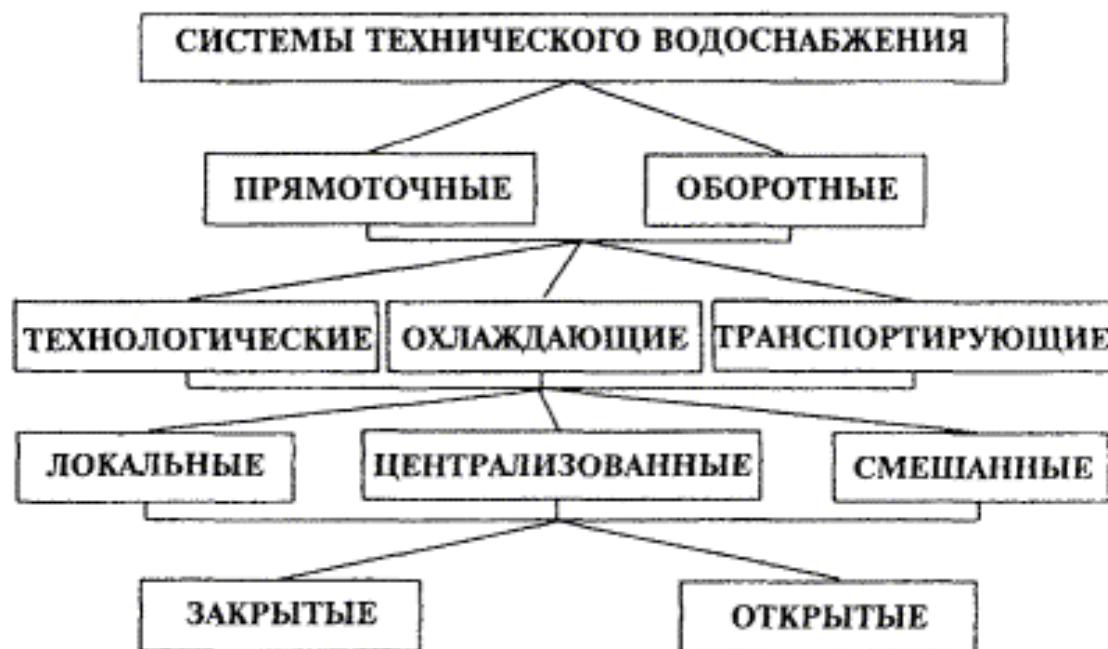 СИСТЕМЫ ТЕХНИЧЕСКОГО ВОДОСНАБЖЕНИЯ
ПРЯМОТОЧНЫЕ
ОБОРОТНЫЕ
ТЕХНОЛОГИЧЕСКИЕ
ОХЛАЖДАЮЩИЕ
ТРАНСПОРТИРУЮЩИЕ
ЛОКАЛЬНЫЕ
ЦЕНТРАЛИЗОВАННЫЕ
СМЕШАННЫЕ
ЗАКРЫТЫЕ
ОТКРЫТЫЕ